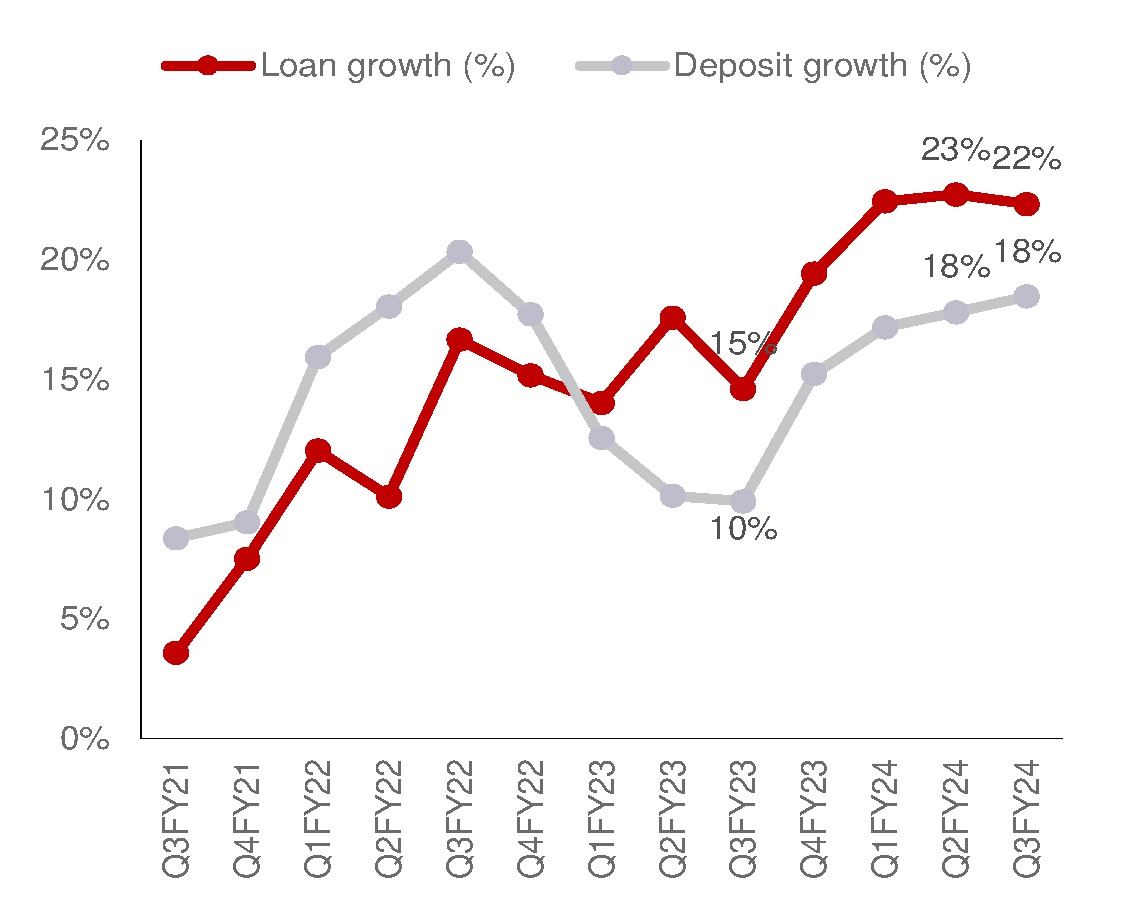 Loan growth (%) Deposit growth (%)
25%
20%
15%
10%
5%
0%
23% 22%
18% 18%
15%
10%
Q3FY21
Q4FY21
Q1FY22
Q2FY22
Q3FY22
Q4FY22
Q1FY23
Q2FY23
Q3FY23
Q4FY23
Q1FY24
Q2FY24
Q3FY24